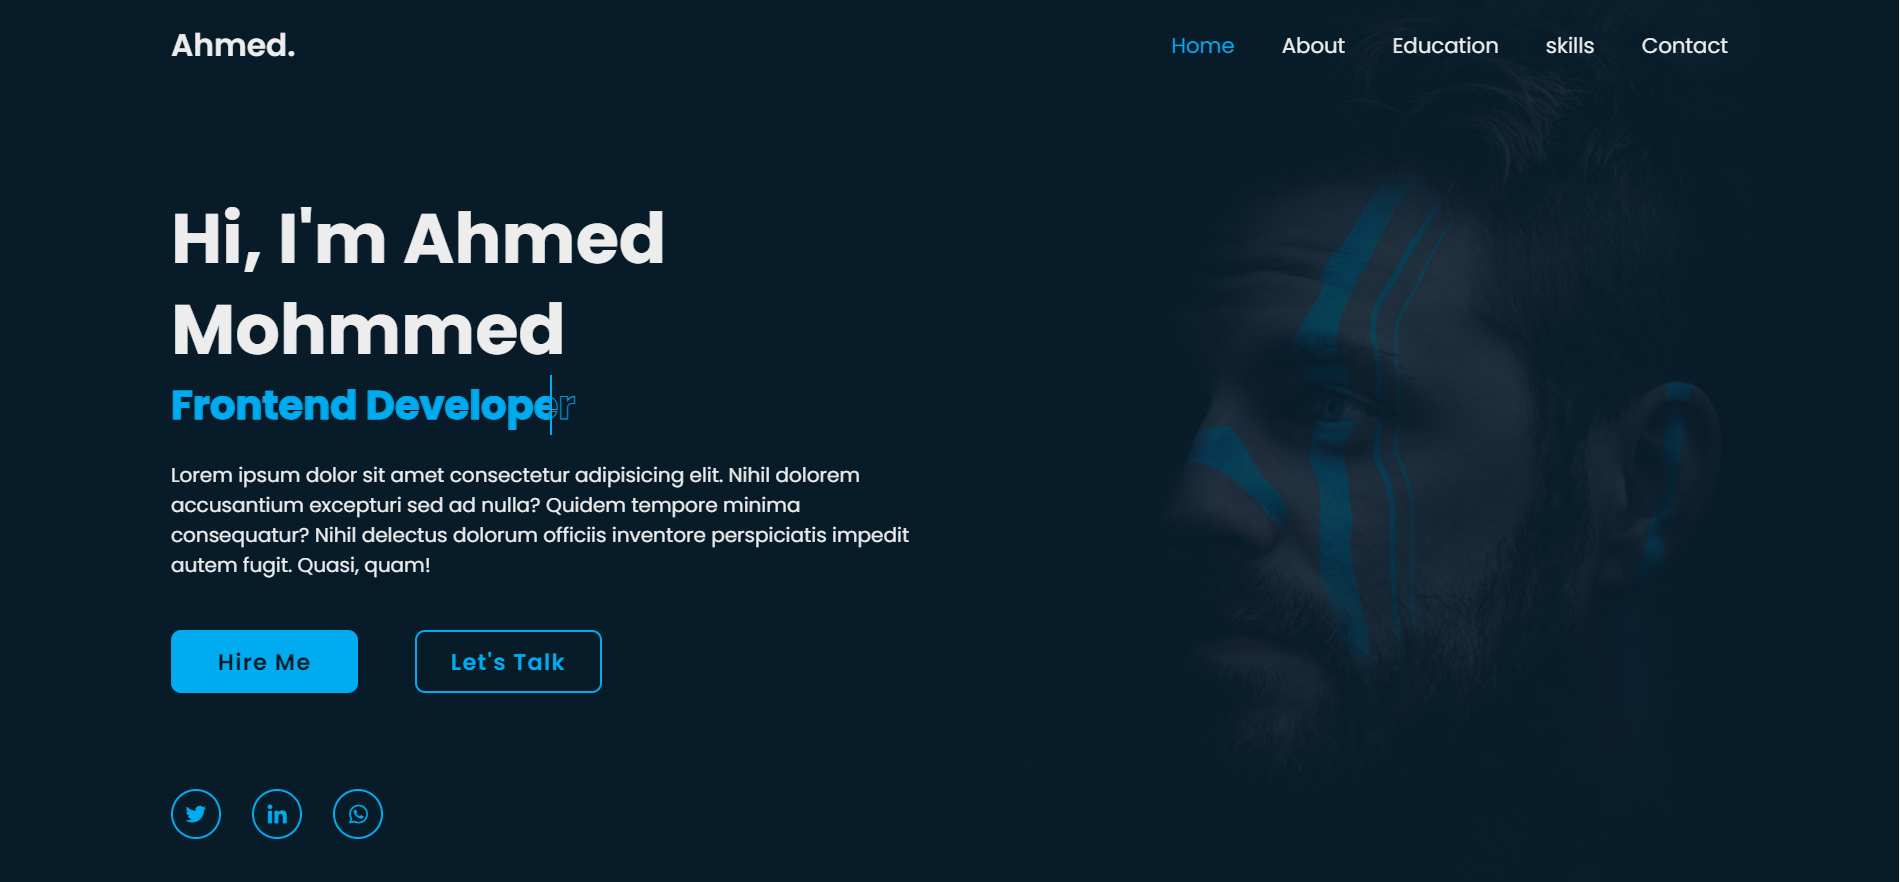 Ahmed.
Home About Education skills Contact
Hi, I'm Ahmed
Mohmmed
Frontend Developer
Lorem ipsum dolor sit amet consectetur adipisicing elit. Nihil dolorem
accusantium excepturi sed ad nulla? Quidem tempore minima
consequatur? Nihil delectus dolorum officiis inventore perspiciatis impedit
autem fugit. Quasi, quam!
Hire Me
Let's Talk